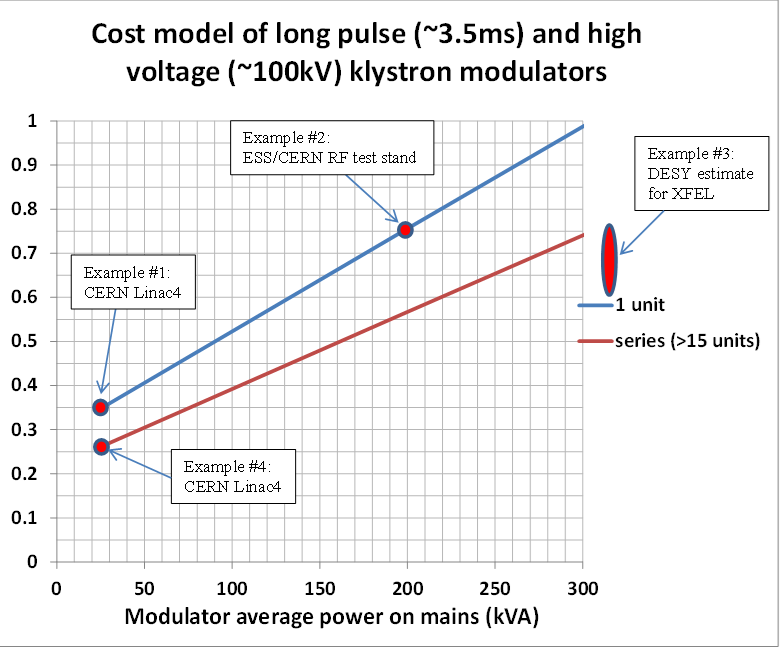 Cost model of long pulse (~3.5ms) and high
voltage (~100kV) klystron modulators
1
0.9
0.8
0.7
0.6
0.5
0.4
0.3
0.2
0.1
0
Example #2:
ESS/CERN RF test stand
Example #3:
DESY estimate
for XFEL
Example #1:
CERN Linac4
1 unit
series (>15 units)
Example #4:
CERN Linac4
0
50
100
150
200
250
300
Modulator average power on mains (kVA)